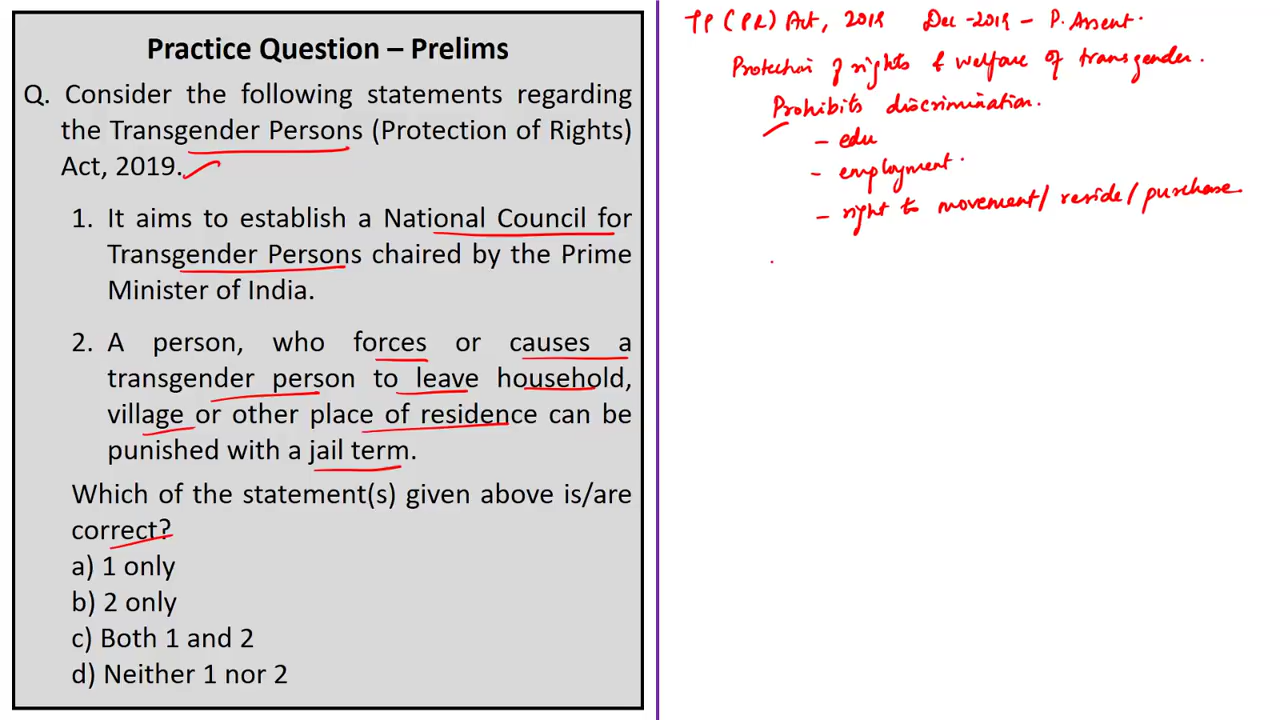 Practice Question – Prelims
Q. Consider the following statements regarding
the Transgender Persons (Protection of Rights)
Act, 2019.
1. It aims to establish a National Council for
Transgender Persons chaired by the Prime
Minister of India.
2. A person, who forces or causes a
transgender person to leave household,
village or other place of residence can be
punished with a jail term.
Which of the statement(s) given above is/are
correct?
a) 1 only
b) 2 only
c) Both 1 and 2
d) Neither 1 nor 2
TP (PR) Act, 2019 Dec -2019 - P. Assent.
Protection of rights & welfare of transgender.
Prohibits discrimination.
- edu
- employment.
- right to movement/ reside/ purchase